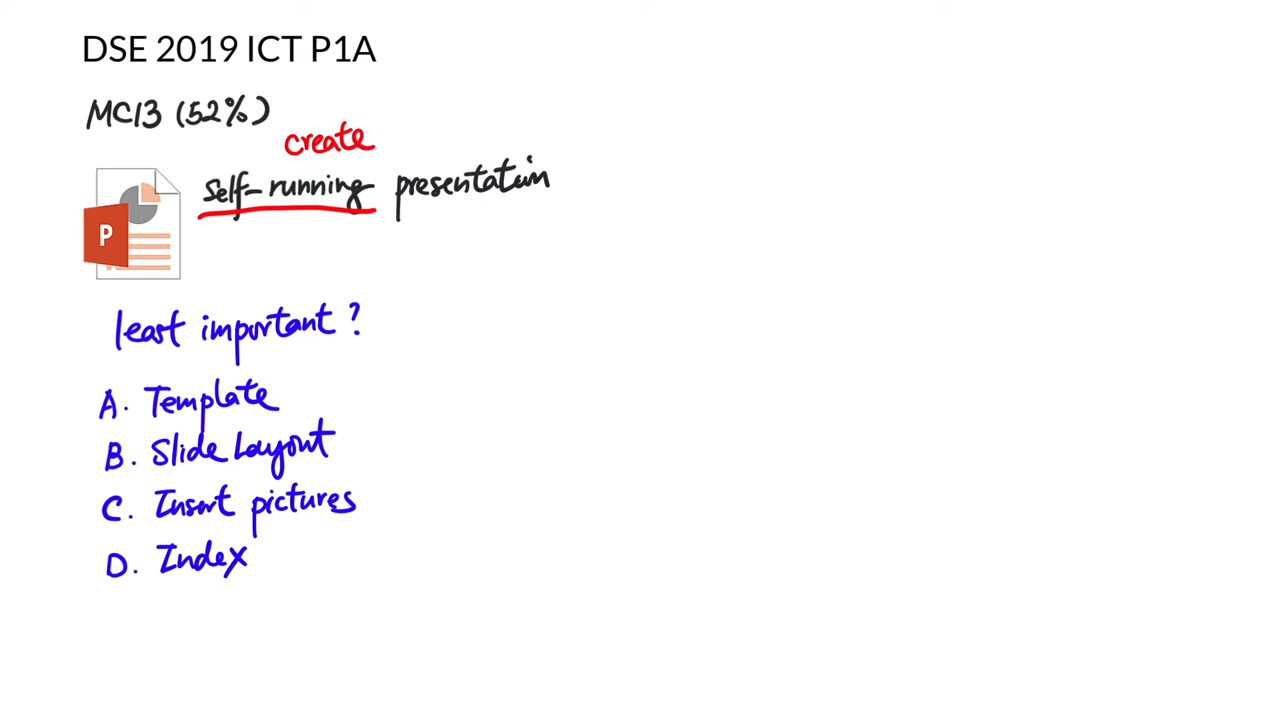 DSE 2019 ICT P1A
MC13 (52%)
create
self-running presentation
P
least important?
A. Template
B. Slide Layout
C. Insert pictures
D. Index